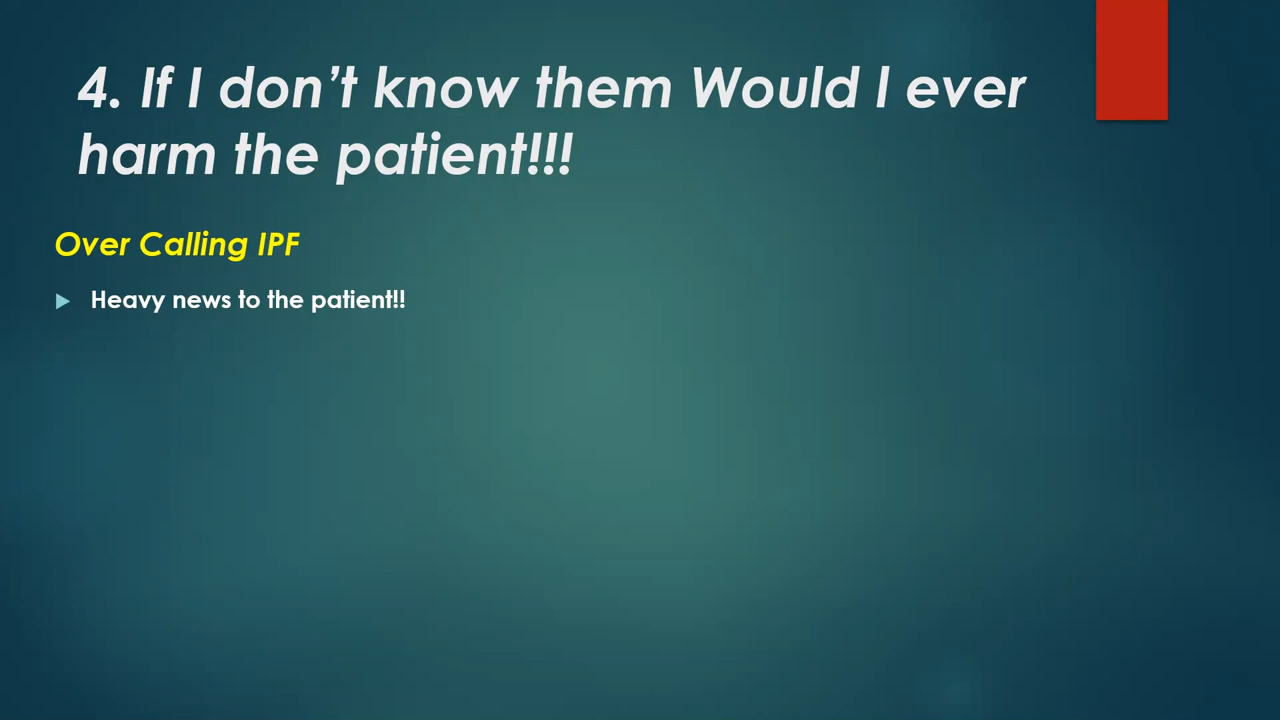 4. If I don’t know them Would I ever
harm the patient!!!
Over Calling IPF
Heavy news to the patient!!